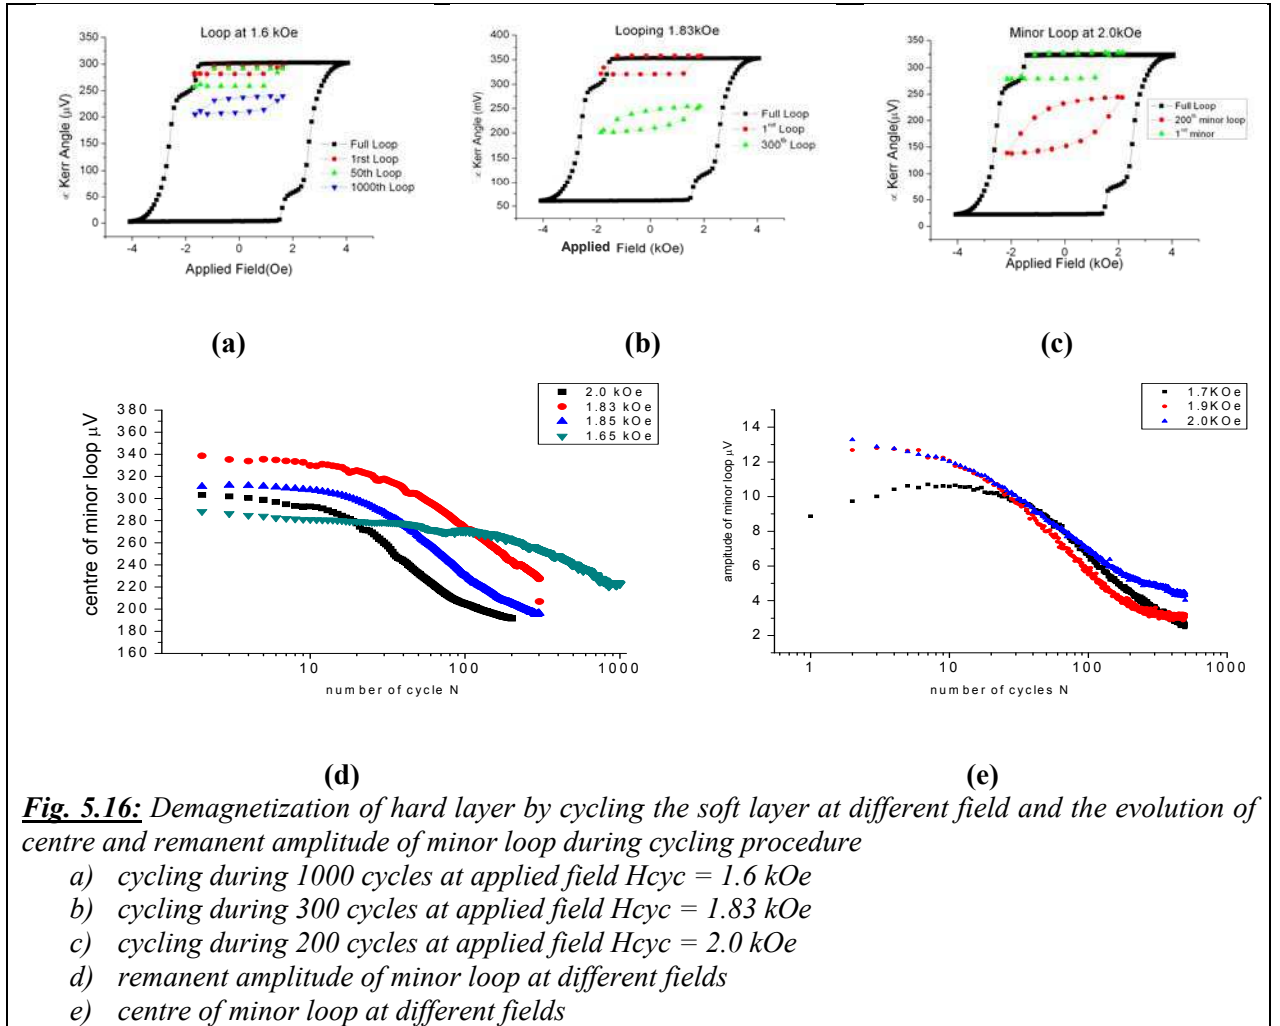 Loop at 1.6 kOe
∝ Kerr Angle(µV)
350
300
250
200
150
100
50
0
Full Loop
1rst Loop
50th Loop
1000th Loop
-4 -2 0 2 4
Applied Field(Oe)
Looping 1.83kOe
∝ Kerr Angle (mV)
400
350
300
250
200
150
100
50
Full Loop
1rst Loop
300th Loop
-4 -2 0 2 4
Applied Field (kOe)
Minor Loop at 2.0kOe
∝ Kerr Angle(µV)
350
300
250
200
150
100
50
0
Full Loop
200th minor loop
1rst minor
-4 -2 0 2 4
Applied Field (kOe)
(a) (b) (c)
centre of minor loop µV
380
360
340
320
300
280
260
240
220
200
180
160
2.0 kOe
1.83 kOe
1.85 kOe
1.65 kOe
10 100 1000
number of cycle N
ampitude of minor loop µV
14
12
10
8
6
4
2
1.7KOe
1.9KOe
2.0KOe
1 10 100 1000
number of cycles N
(d) (e)
Fig. 5.16: Demagnetization of hard layer by cycling the soft layer at different field and the evolution of
centre and remanent amplitude of minor loop during cycling procedure
a) cycling during 1000 cycles at applied field Hcyc = 1.6 kOe
b) cycling during 300 cycles at applied field Hcyc = 1.83 kOe
c) cycling during 200 cycles at applied field Hcyc = 2.0 kOe
d) remanent amplitude of minor loop at different fields
e) centre of minor loop at different fields